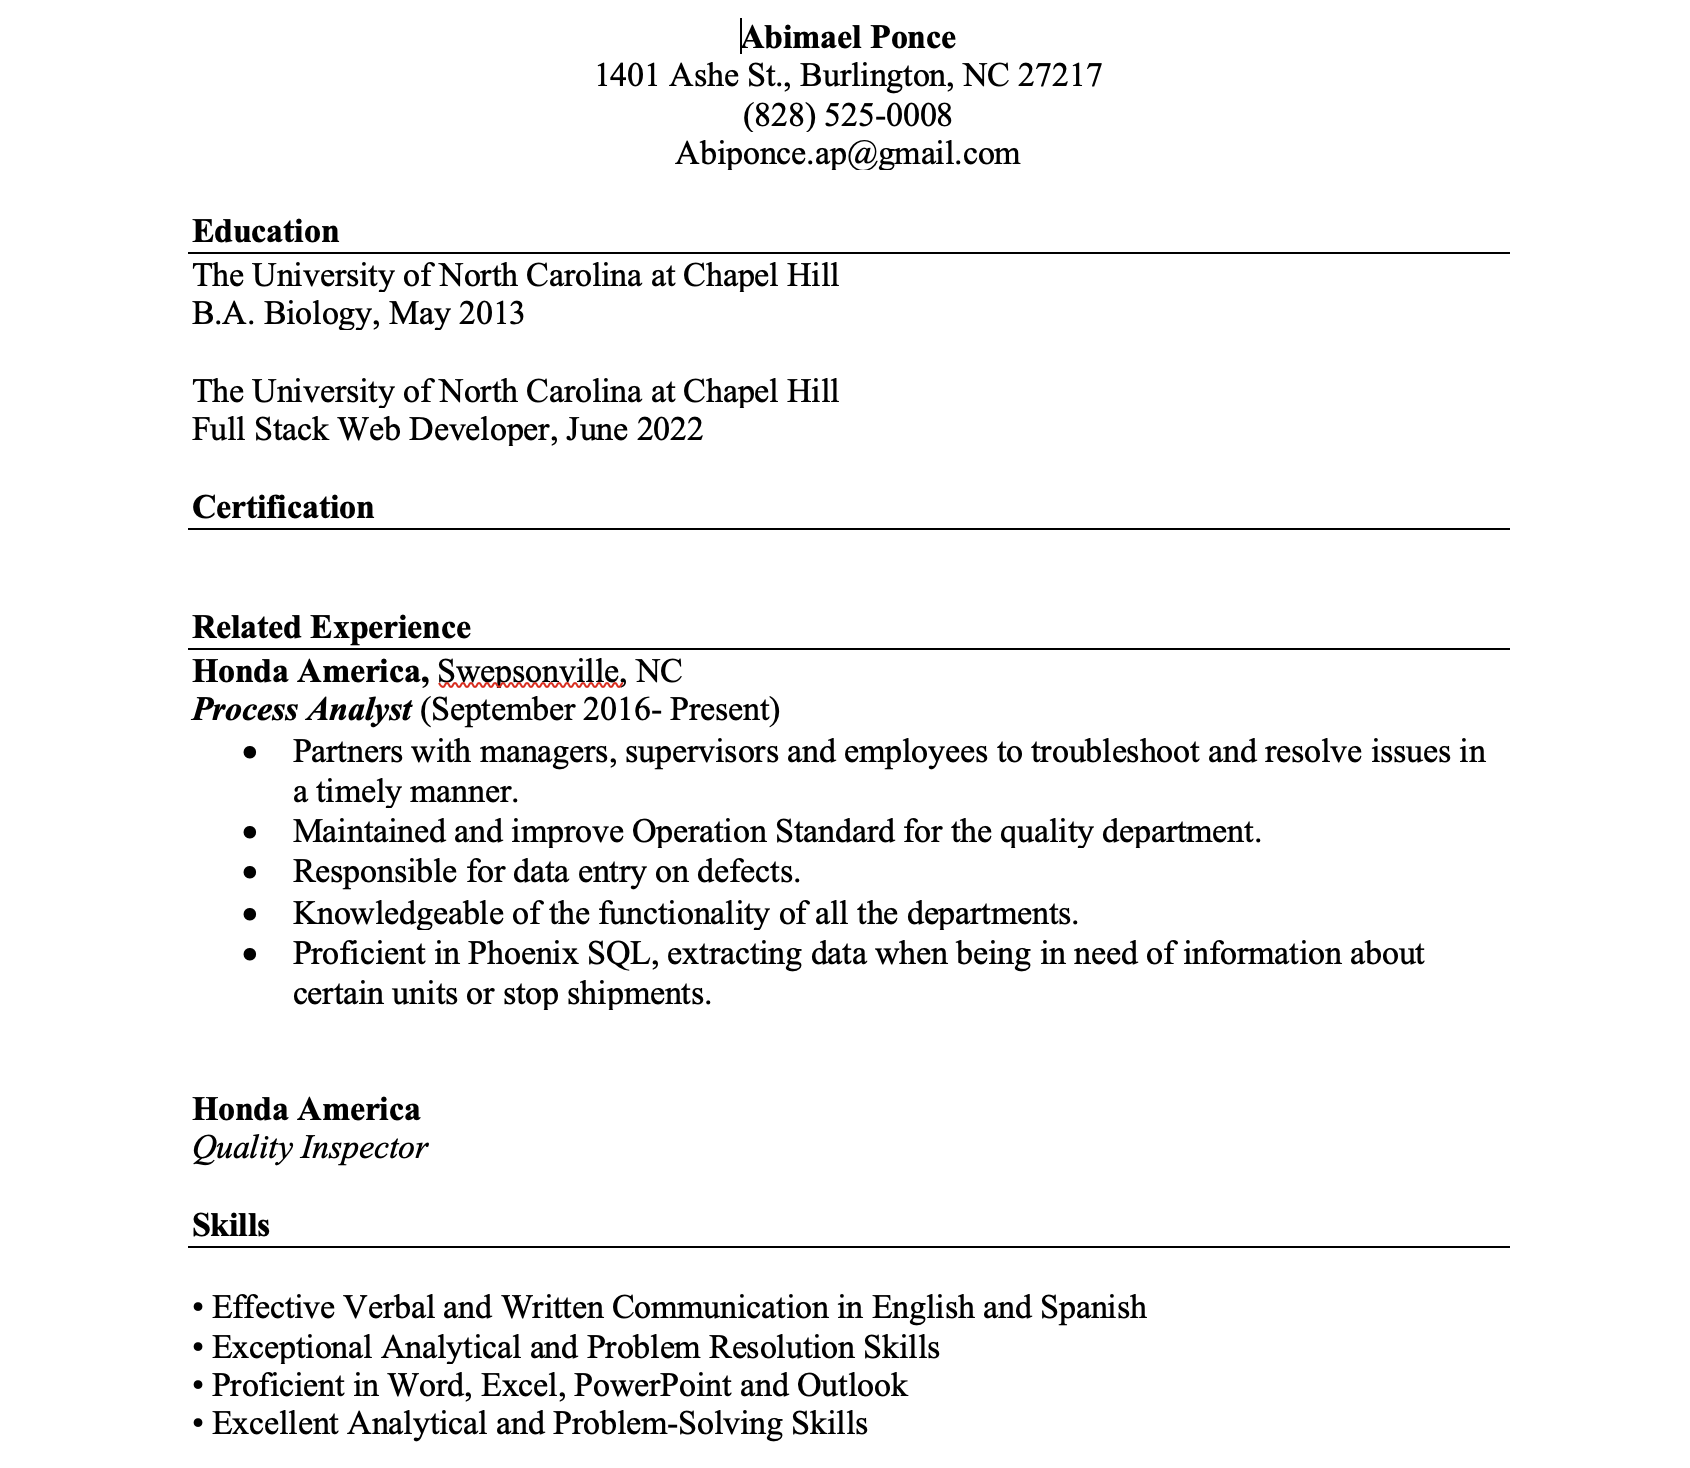 Abimael Ponce
1401 Ashe St., Burlington, NC 27217
(828) 525-0008
Abiponce.ap@gmail.com
Education
The University of North Carolina at Chapel Hill
B.A. Biology, May 2013
The University of North Carolina at Chapel Hill
Full Stack Web Developer, June 2022
Certification
Related Experience
Honda America, Swepsonville, NC
Process Analyst (September 2016- Present)
• Partners with managers, supervisors and employees to troubleshoot and resolve issues in
a timely manner.
• Maintained and improve Operation Standard for the quality department.
• Responsible for data entry on defects.
• Knowledgeable of the functionality of all the departments.
• Proficient in Phoenix SQL, extracting data when being in need of information about
certain units or stop shipments.
Honda America
Quality Inspector
Skills
• Effective Verbal and Written Communication in English and Spanish
• Exceptional Analytical and Problem Resolution Skills
• Proficient in Word, Excel, PowerPoint and Outlook
• Excellent Analytical and Problem-Solving Skills